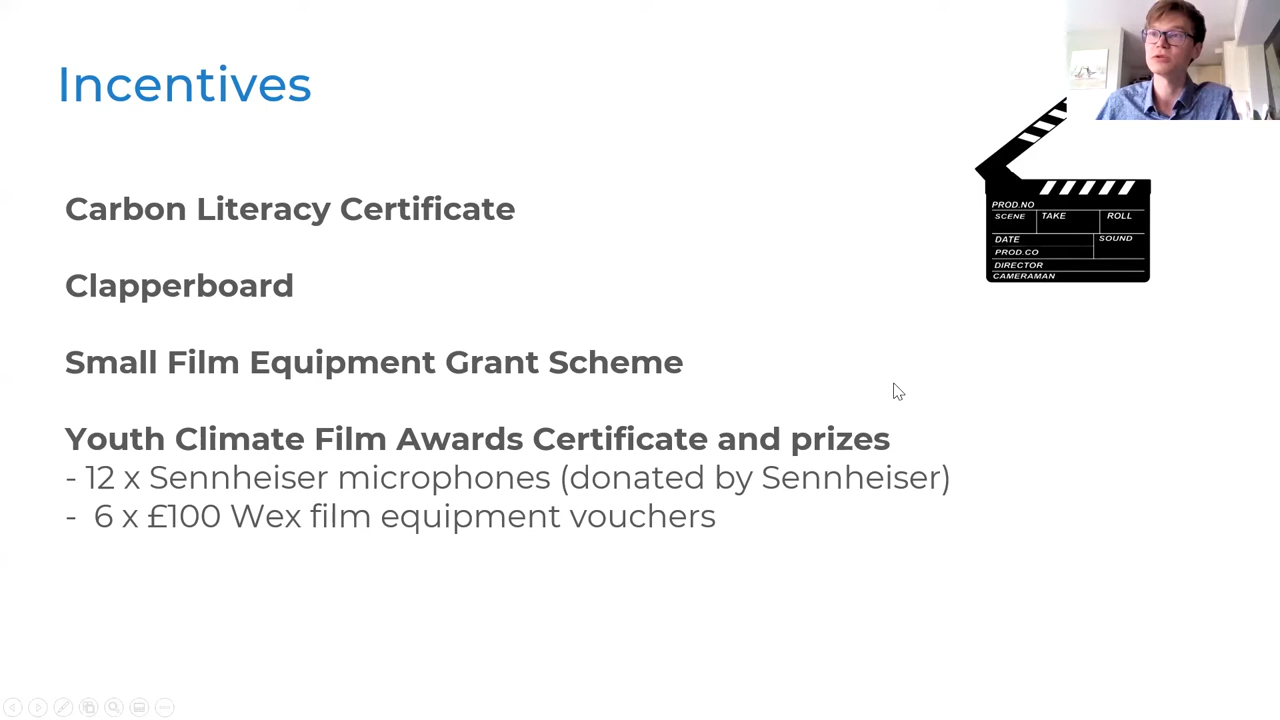 Incentives
Carbon Literacy Certificate
Clapperboard
Small Film Equipment Grant Scheme
Youth Climate Film Awards Certificate and prizes
- 12 x Sennheiser microphones (donated by Sennheiser)
- 6 x £100 Wex film equipment vouchers
PROD.NO
SCENE TAKE ROLL
DATE SOUND
PROD.CO
DIRECTOR
CAMERAMAN